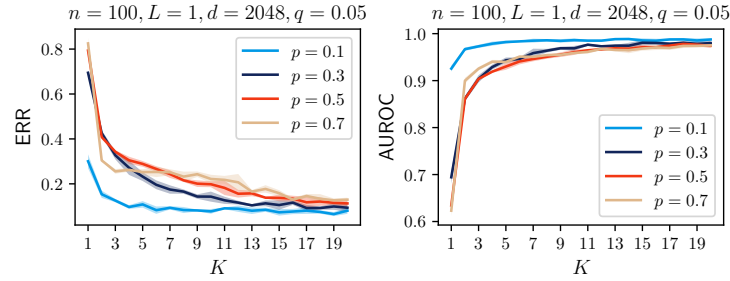 n = 100, L = 1, d = 2048, q = 0.05
ERR
0.8
0.6
0.4
0.2
p = 0.1
p = 0.3
p = 0.5
p = 0.7
1 3 5 7 9 11 13 15 17 19
K
n = 100, L = 1, d = 2048, q = 0.05
AUROC
1.0
0.9
0.8
0.7
0.6
p = 0.1
p = 0.3
p = 0.5
p = 0.7
1 3 5 7 9 11 13 15 17 19
K